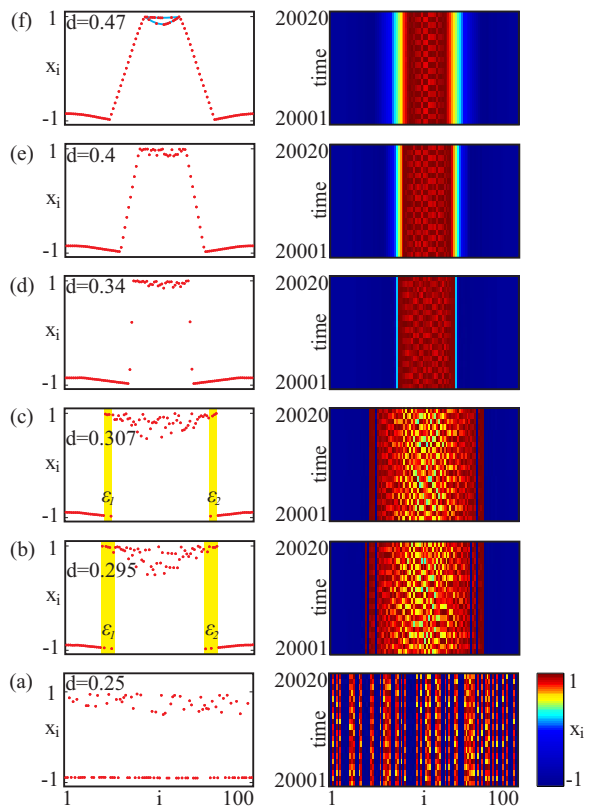 (f) 1 d=0.47 20020
x_i time
-1 20001
(e) 1 d=0.4 20020
x_i time
-1 20001
(d) 1 d=0.34 20020
x_i time
-1 20001
(c) 1 d=0.307 20020
x_i time
ε_1 ε_2
-1 20001
(b) 1 d=0.295 20020
x_i time
ε_1 ε_2
-1 20001
(a) d=0.25 20020
1 1
x_i time x_i
-1 20001 -1
1 i 100 1 i 100